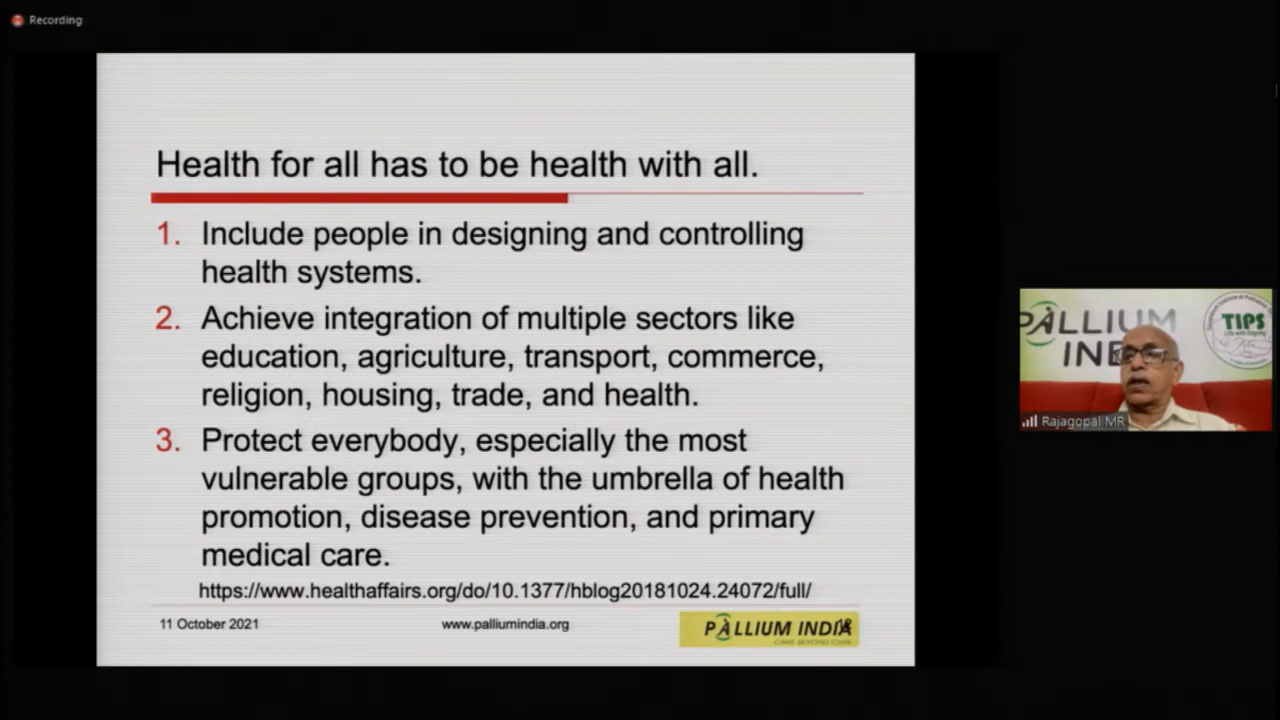 Recording
Health for all has to be health with all.
1. Include people in designing and controlling
health systems.
2. Achieve integration of multiple sectors like
education, agriculture, transport, commerce,
religion, housing, trade, and health.
3. Protect everybody, especially the most
vulnerable groups, with the umbrella of health
promotion, disease prevention, and primary
medical care.
https://www.healthaffairs.org/do/10.1377/hblog20181024.24072/full/
11 October 2021
www.palliumindia.org
PALLIUM INDIA
CARE BEYOND CURE
PALLIUM
IND
TIPS
Rajagopal MR